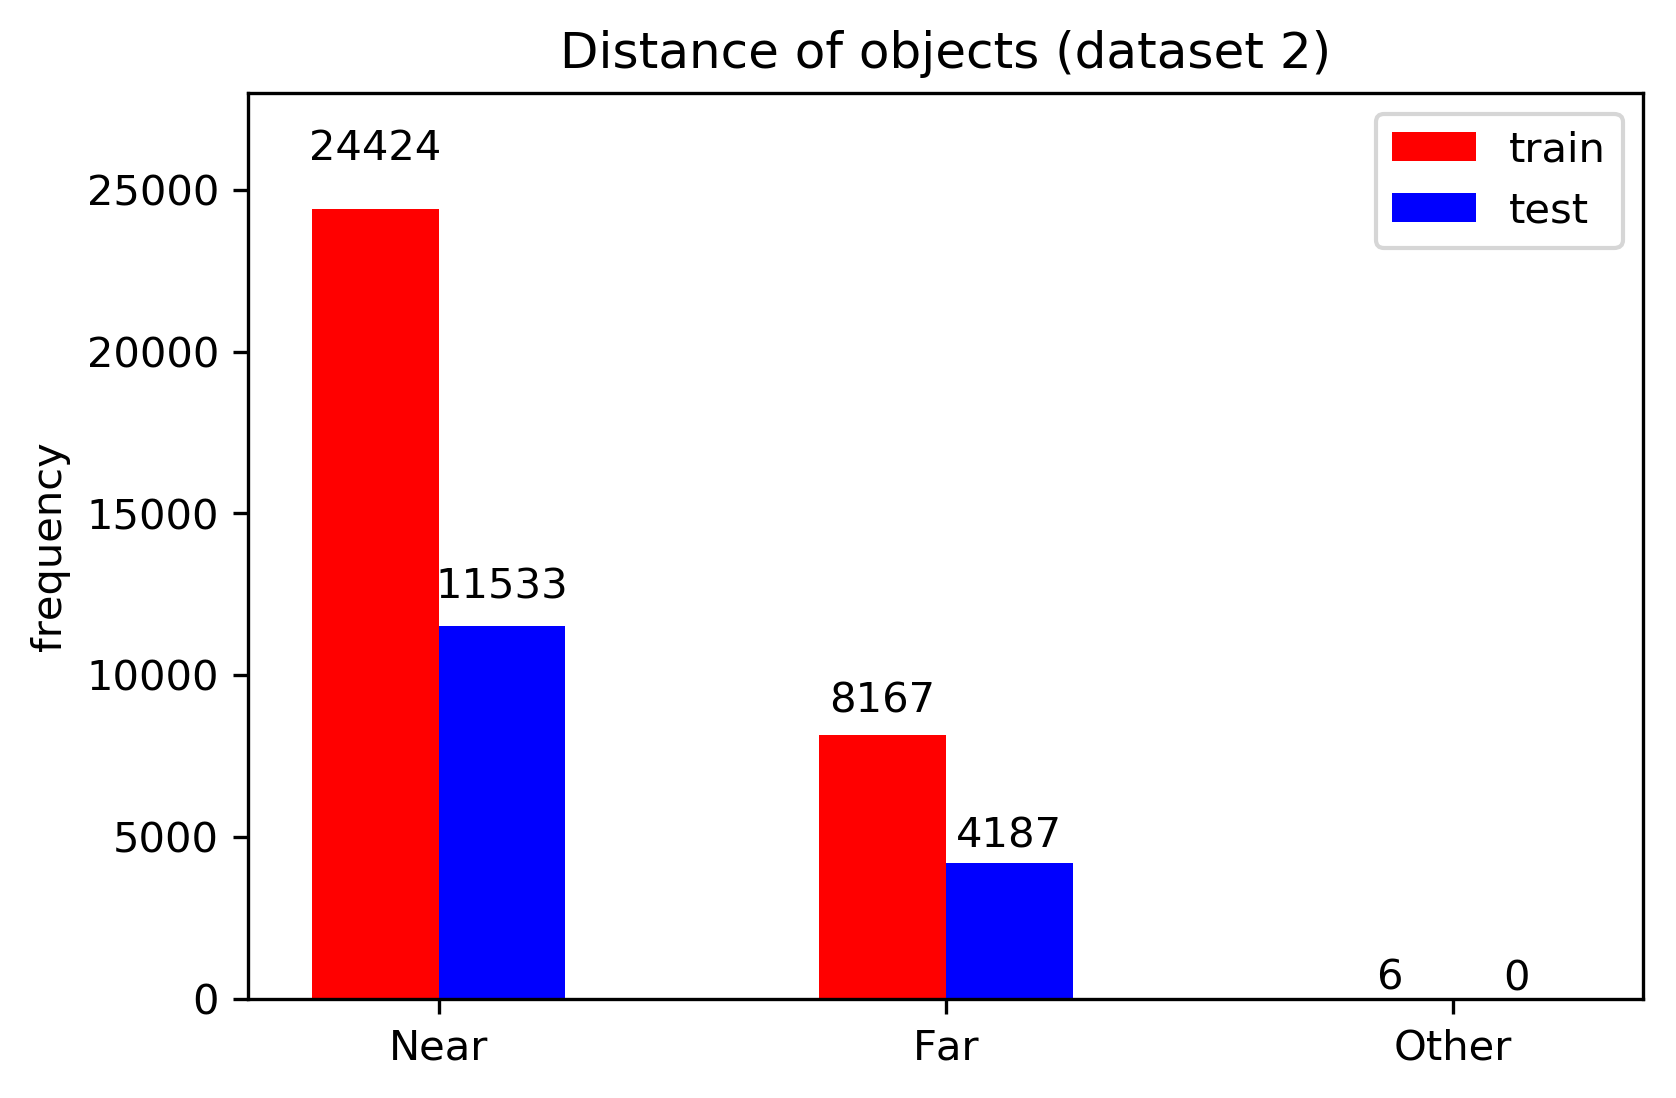 Distance of objects (dataset 2)
train
test
frequency
25000
20000
15000
10000
5000
0
24424
11533
8167
4187
6
0
Near
Far
Other